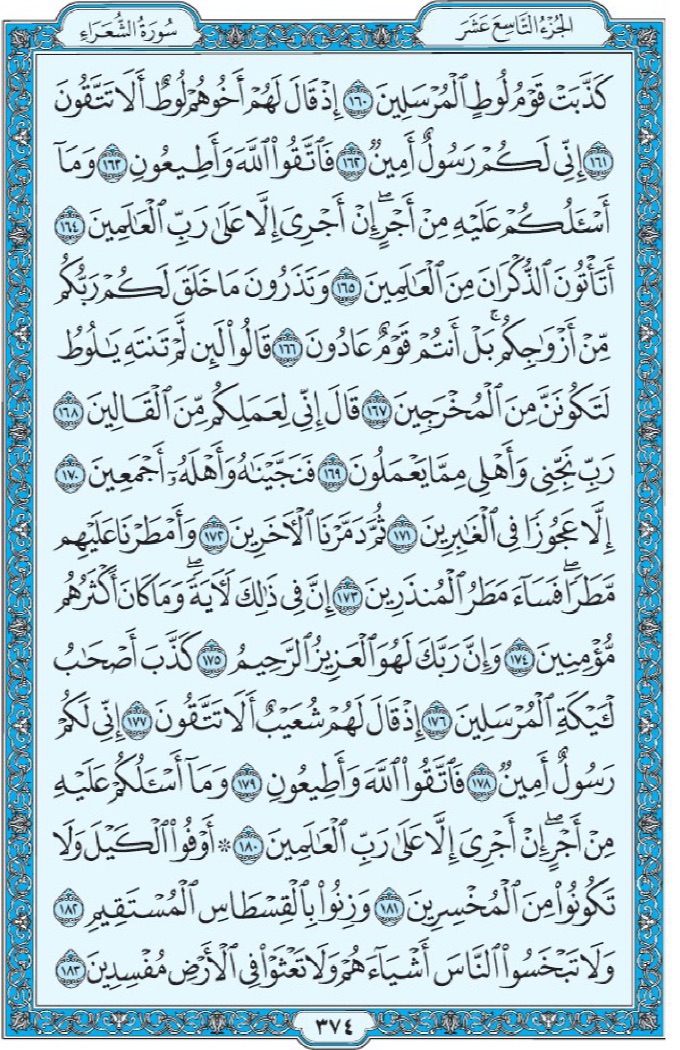 الجُزْءُ التَّاسِعَ عَشَرَ
سُورَةُ الشُّعَرَاءِ
كَذَّبَتۡ قَوۡمُ لُوطٍ ٱلۡمُرۡسَلِينَ ١٦٠ إِذۡ قَالَ لَهُمۡ أَخُوهُمۡ لُوطٌ أَلَا تَتَّقُونَ
١٦١ إِنِّي لَكُمۡ رَسُولٌ أَمِينٞ ١٦٢ فَٱتَّقُواْ ٱللَّهَ وَأَطِيعُونِ ١٦٣ وَمَآ
أَسۡـَٔلُكُمۡ عَلَيۡهِ مِنۡ أَجۡرٍۖ إِنۡ أَجۡرِيَ إِلَّا عَلَىٰ رَبِّ ٱلۡعَٰلَمِينَ ١٦٤
أَتَأۡتُونَ ٱلذُّكۡرَانَ مِنَ ٱلۡعَٰلَمِينَ ١٦٥ وَتَذَرُونَ مَا خَلَقَ لَكُمۡ رَبُّكُم
مِّنۡ أَزۡوَٰجِكُمۚ بَلۡ أَنتُمۡ قَوۡمٌ عَادُونَ ١٦٦ قَالُواْ لَئِن لَّمۡ تَنتَهِ يَٰلُوطُ
لَتَكُونَنَّ مِنَ ٱلۡمُخۡرَجِينَ ١٦٧ قَالَ إِنِّي لِعَمَلِكُم مِّنَ ٱلۡقَالِينَ ١٦٨
رَبِّ نَجِّنِي وَأَهۡلِي مِمَّا يَعۡمَلُونَ ١٦٩ فَنَجَّيۡنَٰهُ وَأَهۡلَهُۥٓ أَجۡمَعِينَ ١٧٠
إِلَّا عَجُوزٗا فِي ٱلۡغَٰبِرِينَ ١٧١ ثُمَّ دَمَّرۡنَا ٱلۡأٓخَرِينَ ١٧٢ وَأَمۡطَرۡنَا عَلَيۡهِم
مَّطَرٗاۖ فَسَآءَ مَطَرُ ٱلۡمُنذَرِينَ ١٧٣ إِنَّ فِي ذَٰلِكَ لَأٓيَةٗۖ وَمَا كَانَ أَكۡثَرُهُم
مُّؤۡمِنِينَ ١٧٤ وَإِنَّ رَبَّكَ لَهُوَ ٱلۡعَزِيزُ ٱلرَّحِيمُ ١٧٥ كَذَّبَ أَصۡحَٰبُ
لۡـَٔيۡكَةِ ٱلۡمُرۡسَلِينَ ١٧٦ إِذۡ قَالَ لَهُمۡ شُعَيۡبٌ أَلَا تَتَّقُونَ ١٧٧ إِنِّي لَكُمۡ
رَسُولٌ أَمِينٞ ١٧٨ فَٱتَّقُواْ ٱللَّهَ وَأَطِيعُونِ ١٧٩ وَمَآ أَسۡـَٔلُكُمۡ عَلَيۡهِ
مِنۡ أَجۡرٍۖ إِنۡ أَجۡرِيَ إِلَّا عَلَىٰ رَبِّ ٱلۡعَٰلَمِينَ ١٨٠ ۞ أَوۡفُواْ ٱلۡكَيۡلَ وَلَا
تَكُونُواْ مِنَ ٱلۡمُخۡسِرِينَ ١٨١ وَزِنُواْ بِٱلۡقِسۡطَاسِ ٱلۡمُسۡتَقِيمِ ١٨٢
وَلَا تَبۡخَسُواْ ٱلنَّاسَ أَشۡيَآءَهُمۡ وَلَا تَعۡثَوۡاْ فِي ٱلۡأَرۡضِ مُفۡسِدِينَ ١٨٣
٣٧٤